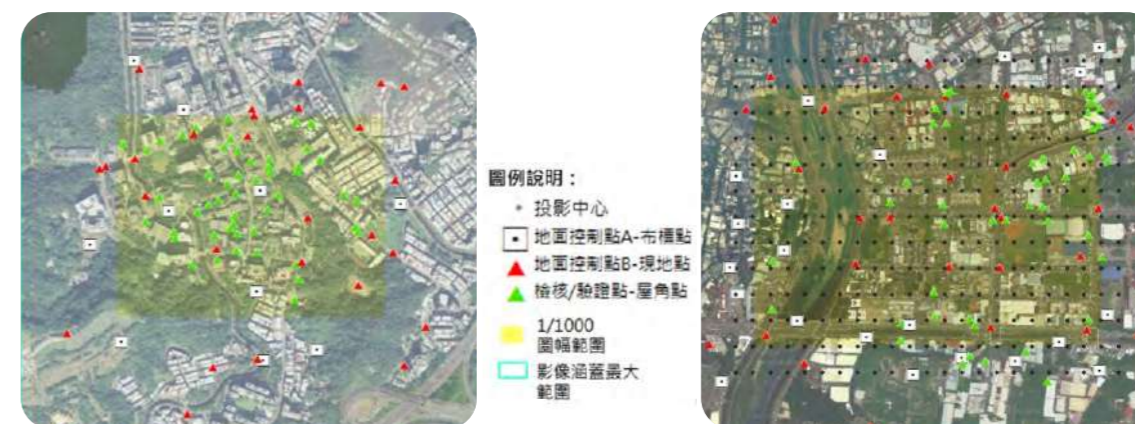 圖例說明：
投影中心
地面控制點A-布標點
地面控制點B-現地點
檢核/驗證點-屋角點
1/1000
圖幅範圍
影像涵蓋最大
範圍